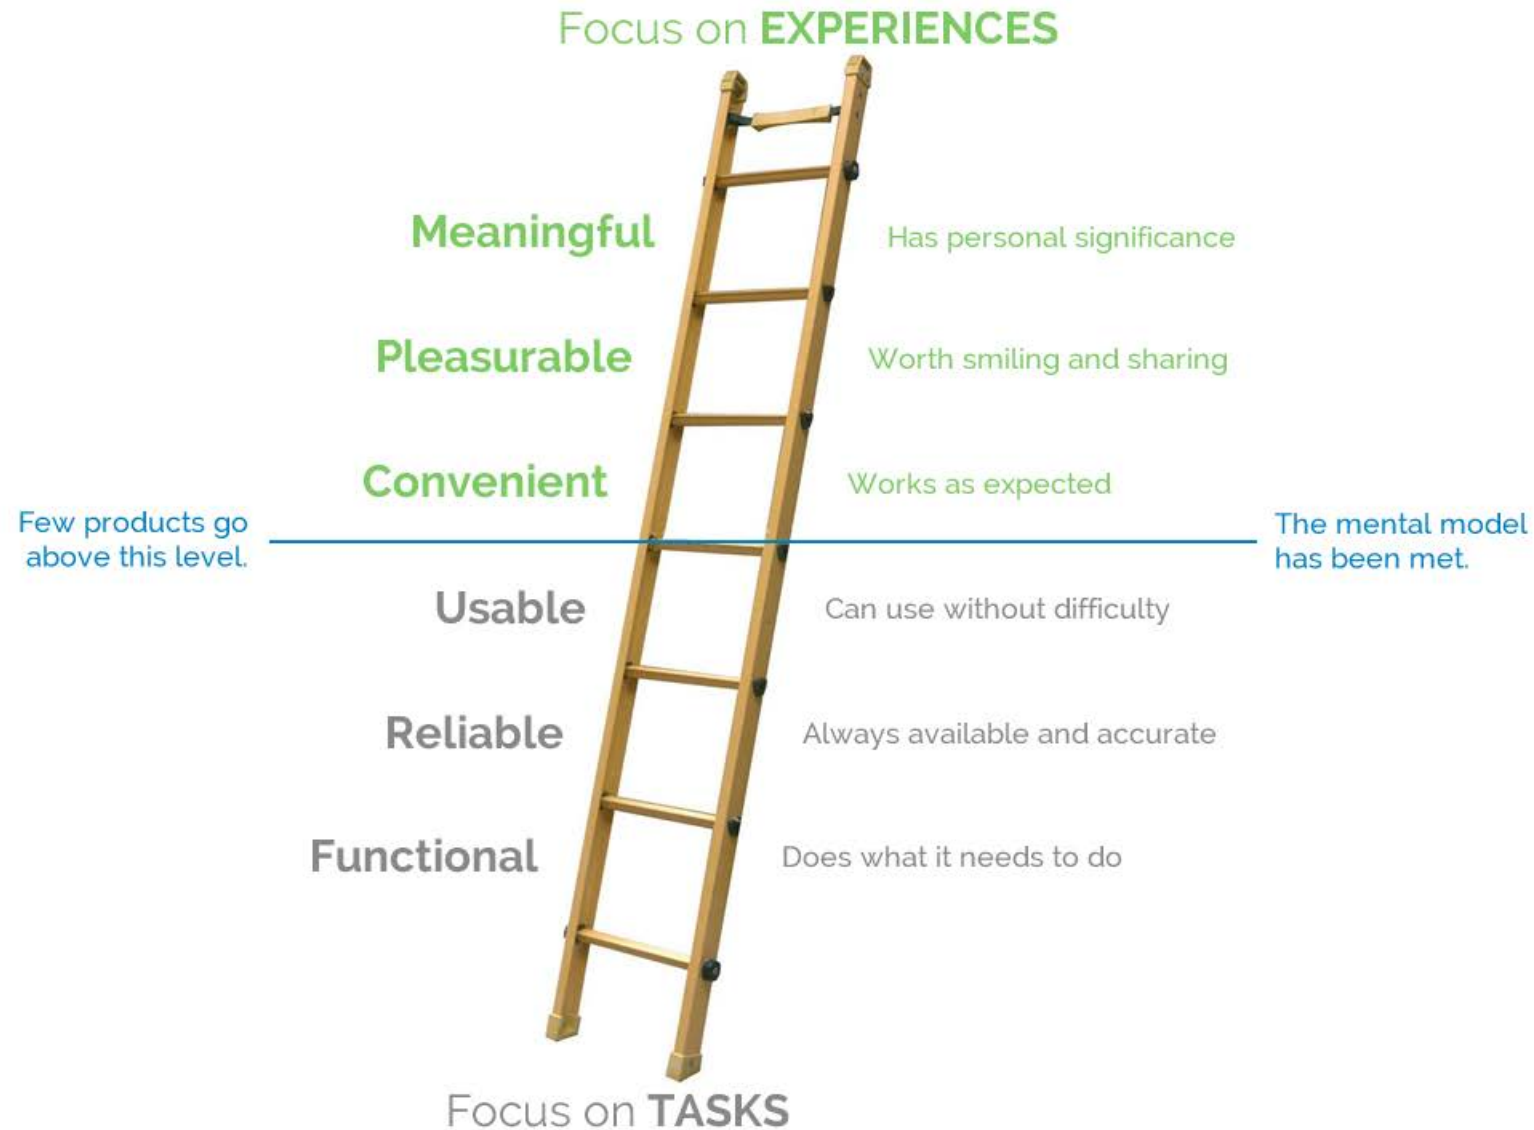 Focus on EXPERIENCES
Meaningful
Has personal significance
Pleasurable
Worth smiling and sharing
Convenient
Works as expected
Few products go
above this level.
The mental model
has been met.
Usable
Can use without difficulty
Reliable
Always available and accurate
Functional
Does what it needs to do
Focus on TASKS